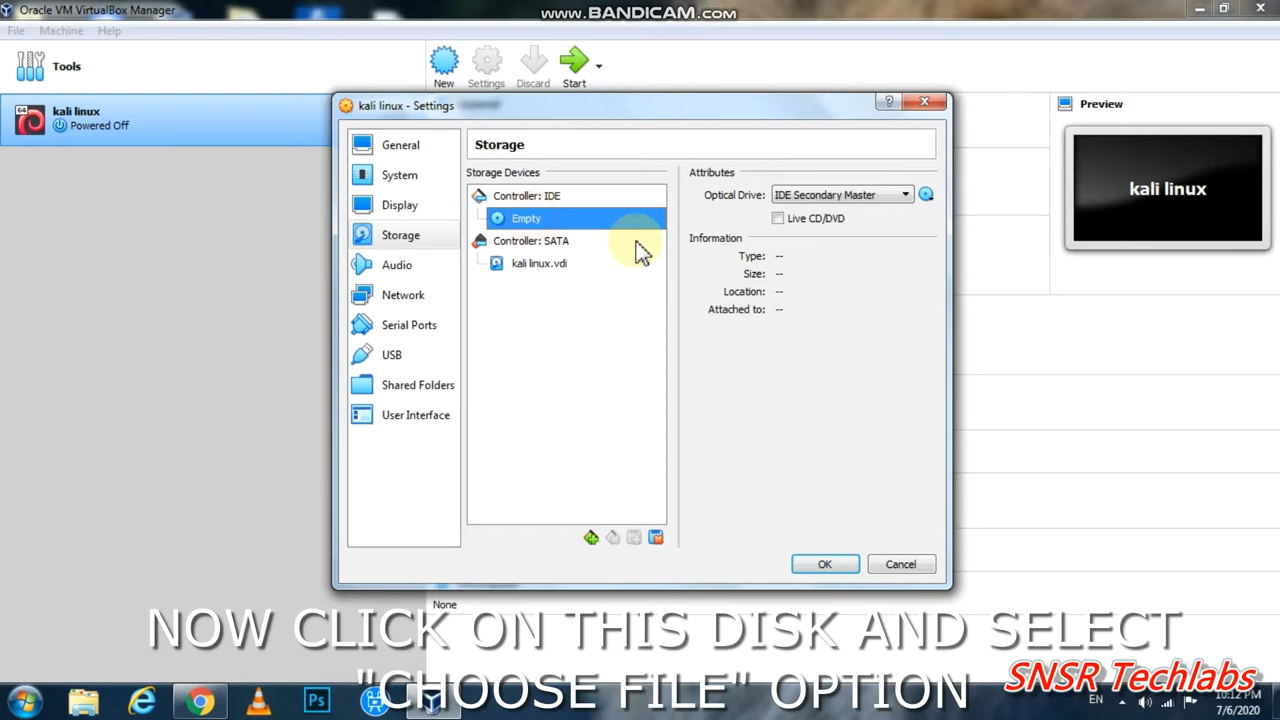 Oracle VM VirtualBox Manager
www.BANDICAM.com
File Machine Help
Tools
New Settings Discard Start
kali linux
Powered Off
64
kali linux - Settings
Preview
kali linux
General
System
Display
Storage
Audio
Network
Serial Ports
USB
Shared Folders
User Interface
Storage
Storage Devices
Controller: IDE
Empty
Controller: SATA
kali linux.vdi
Attributes
Optical Drive: IDE Secondary Master
Live CD/DVD
Information
Type: --
Size: --
Location: --
Attached to: --
OK Cancel
None
NOW CLICK ON THIS DISK AND SELECT
"CHOOSE FILE" OPTION
SNSR Techlabs
Ps
EN
10:12 PM
7/6/2020